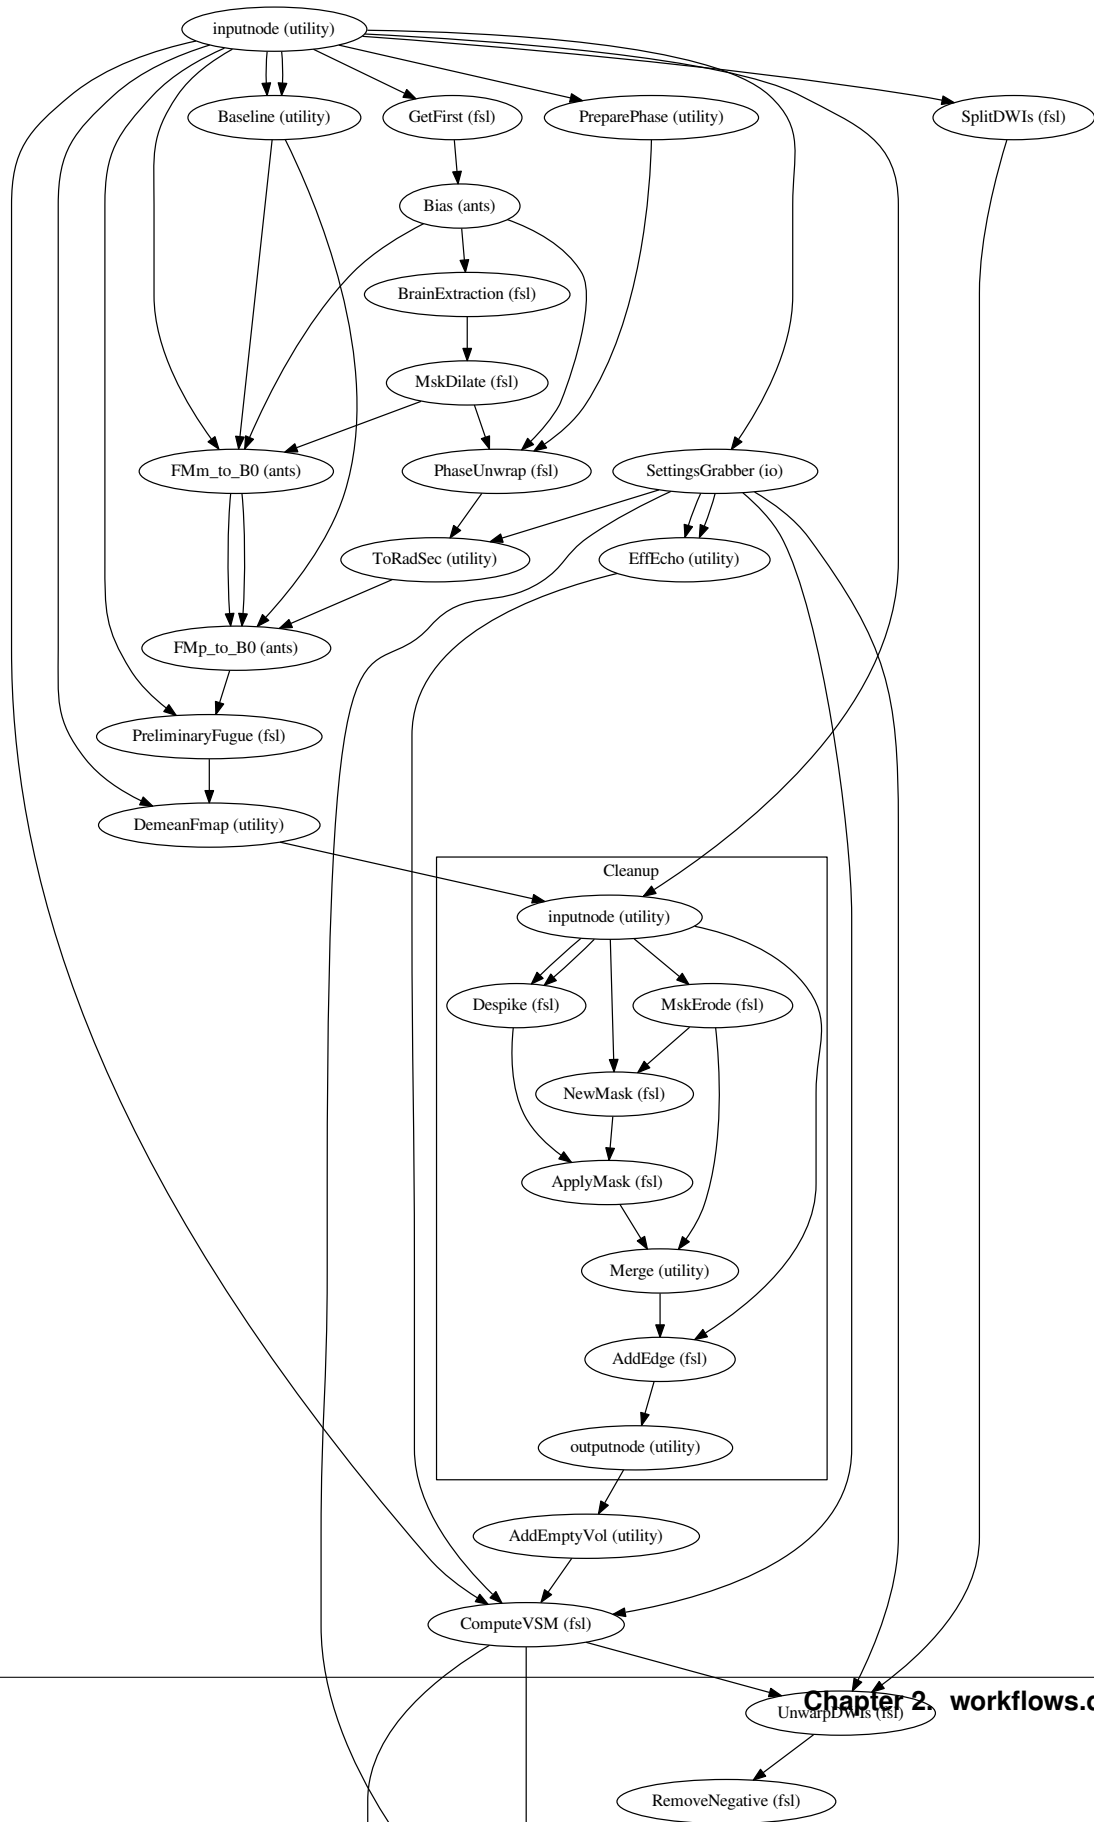 inputnode (utility)
Baseline (utility)
GetFirst (fsl)
PreparePhase (utility)
SplitDWIs (fsl)
Bias (ants)
BrainExtraction (fsl)
MskDilate (fsl)
FMm_to_B0 (ants)
PhaseUnwrap (fsl)
SettingsGrabber (io)
ToRadSec (utility)
EffEcho (utility)
FMp_to_B0 (ants)
PreliminaryFugue (fsl)
DemeanFmap (utility)
Cleanup
inputnode (utility)
Despike (fsl)
MskErode (fsl)
NewMask (fsl)
ApplyMask (fsl)
Merge (utility)
AddEdge (fsl)
outputnode (utility)
AddEmptyVol (utility)
ComputeVSM (fsl)
Chapter 2. workflows.d
UnwarpDWIs (fsl)
RemoveNegative (fsl)